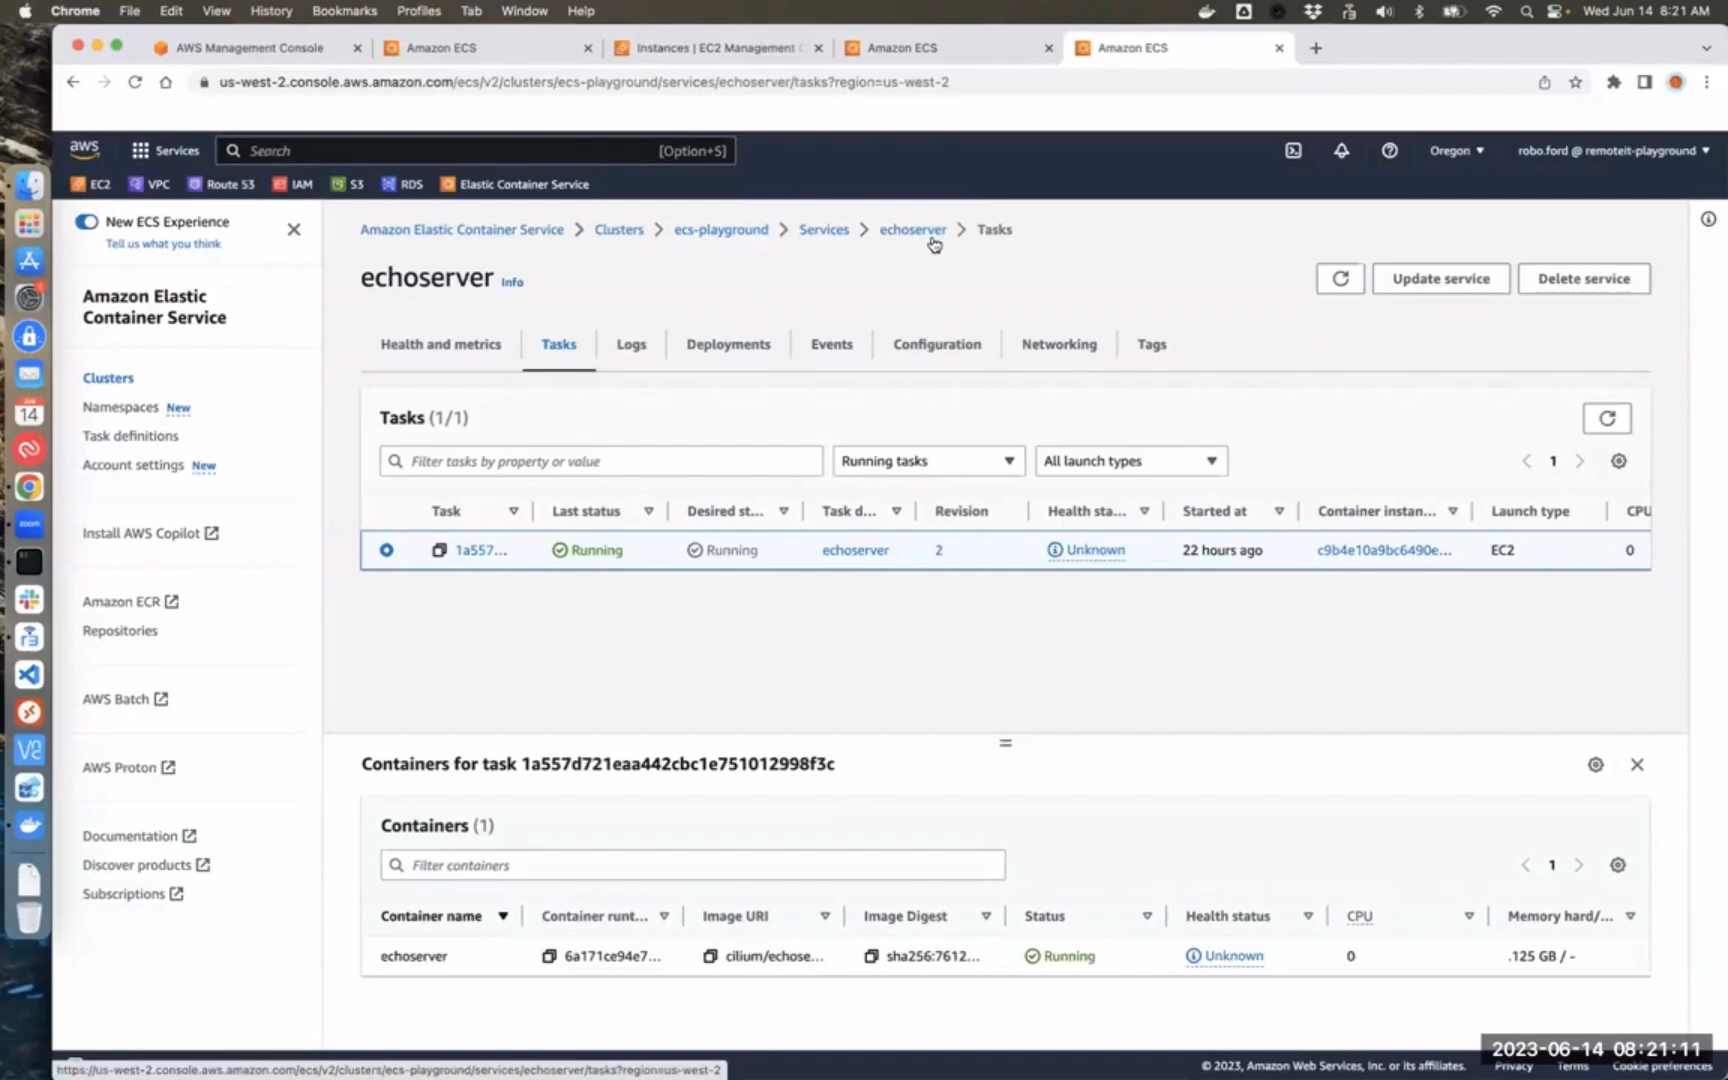 Chrome File Edit View History Bookmarks Profiles Tab Window Help Wed Jun 14 8:21 AM
AWS Management Console Amazon ECS Instances | EC2 Management C Amazon ECS Amazon ECS
us-west-2.console.aws.amazon.com/ecs/v2/clusters/ecs-playground/services/echoserver/tasks?region=us-west-2
aws Services Search [Option+S] Oregon robo.ford @ remoteit-playground
EC2 VPC Route 53 IAM S3 RDS Elastic Container Service
New ECS Experience
Tell us what you think
Amazon Elastic Container Service
Clusters
Namespaces New
Task definitions
Account settings New
Install AWS Copilot
Amazon ECR
Repositories
AWS Batch
AWS Proton
Documentation
Discover products
Subscriptions
Amazon Elastic Container Service Clusters ecs-playground Services echoserver Tasks
echoserver Info
Update service Delete service
Health and metrics Tasks Logs Deployments Events Configuration Networking Tags
Tasks (1/1)
Filter tasks by property or value Running tasks All launch types 1
Task Last status Desired st... Task d... Revision Health sta... Started at Container instan... Launch type CPU
1a557... Running Running echoserver 2 Unknown 22 hours ago c9b4e10a9bc6490e... EC2 0
Containers for task 1a557d721eaa442cbc1e751012998f3c
Containers (1)
Filter containers 1
Container name Container runt... Image URI Image Digest Status Health status CPU Memory hard/...
echoserver 6a171ce94e7... cilium/echose... sha256:7612... Running Unknown 0 .125 GB / -
2023-06-14 08:21:11
https://us-west-2.console.aws.amazon.com/ecs/v2/clusters/ecs-playground/services/echoserver/tasks?region=us-west-2
© 2023, Amazon Web Services, Inc. or its affiliates. Privacy Terms Cookie preferences
14
zoom